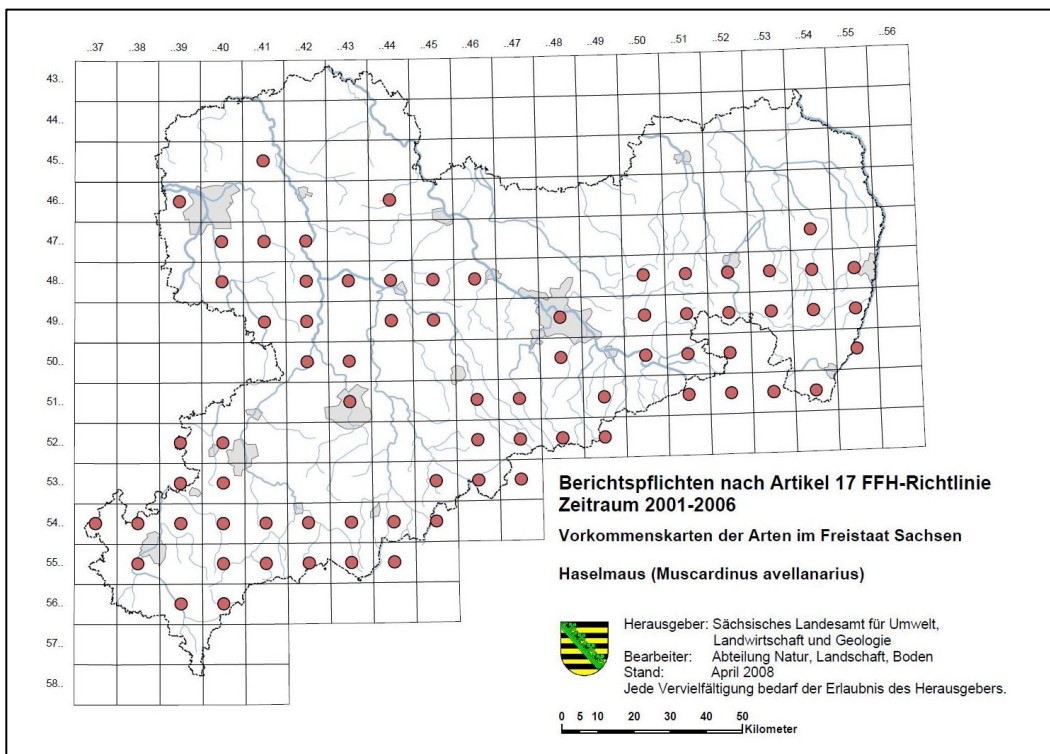 ..37 ..38 ..39 ..40 ..41 ..42 ..43 ..44 ..45 ..46 ..47 ..48 ..49 ..50 ..51 ..52 ..53 ..54 ..55 ..56
43..
44..
45..
46..
47..
48..
49..
50..
51..
52..
53..
54..
55..
56..
57..
58..
Berichtspflichten nach Artikel 17 FFH-Richtlinie
Zeitraum 2001-2006
Vorkommenskarten der Arten im Freistaat Sachsen
Haselmaus (Muscardinus avellanarius)
Herausgeber: Sächsisches Landesamt für Umwelt,
Landwirtschaft und Geologie
Bearbeiter: Abteilung Natur, Landschaft, Boden
Stand: April 2008
Jede Vervielfältigung bedarf der Erlaubnis des Herausgebers.
0 5 10 20 30 40 50
Kilometer